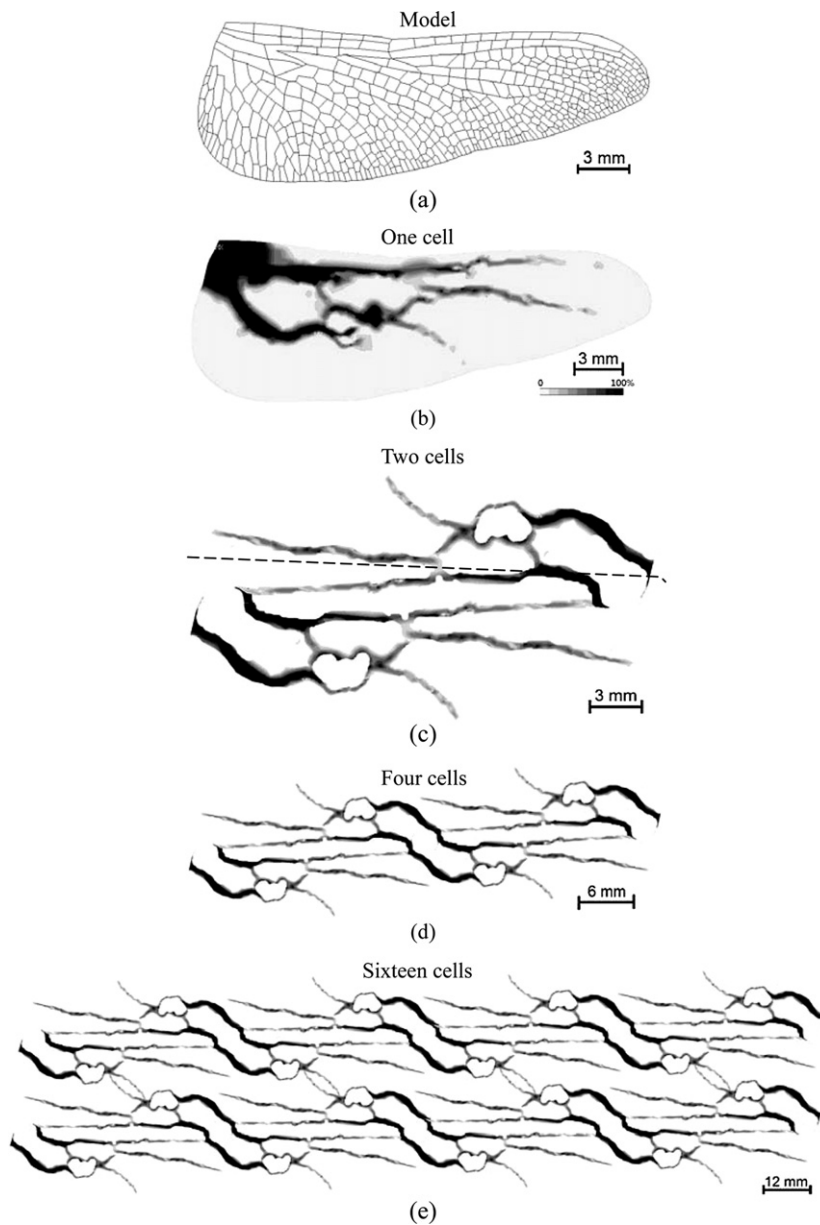 Model
3 mm
(a)
One cell
3 mm
0 100%
(b)
Two cells
3 mm
(c)
Four cells
6 mm
(d)
Sixteen cells
12 mm
(e)